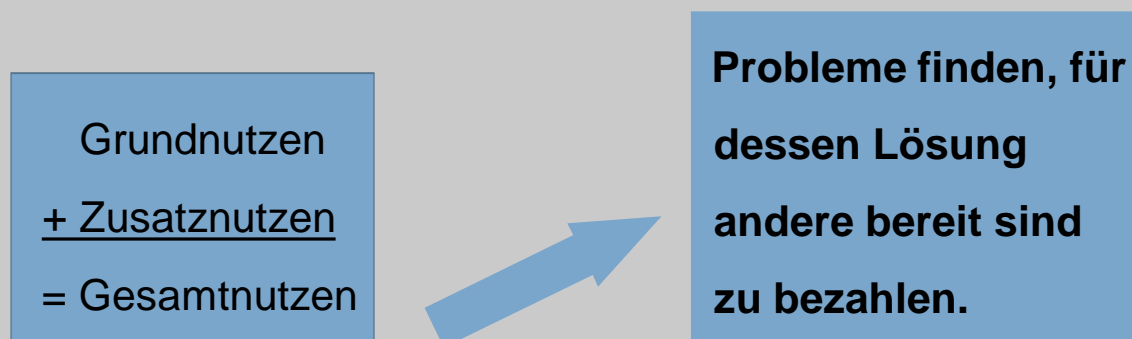 Grundnutzen
+ Zusatznutzen
= Gesamtnutzen
Probleme finden, für
dessen Lösung
andere bereit sind
zu bezahlen.